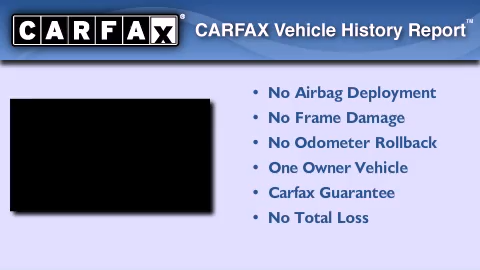 CARFAX® CARFAX Vehicle History Report™
• No Airbag Deployment
• No Frame Damage
• No Odometer Rollback
• One Owner Vehicle
• Carfax Guarantee
• No Total Loss